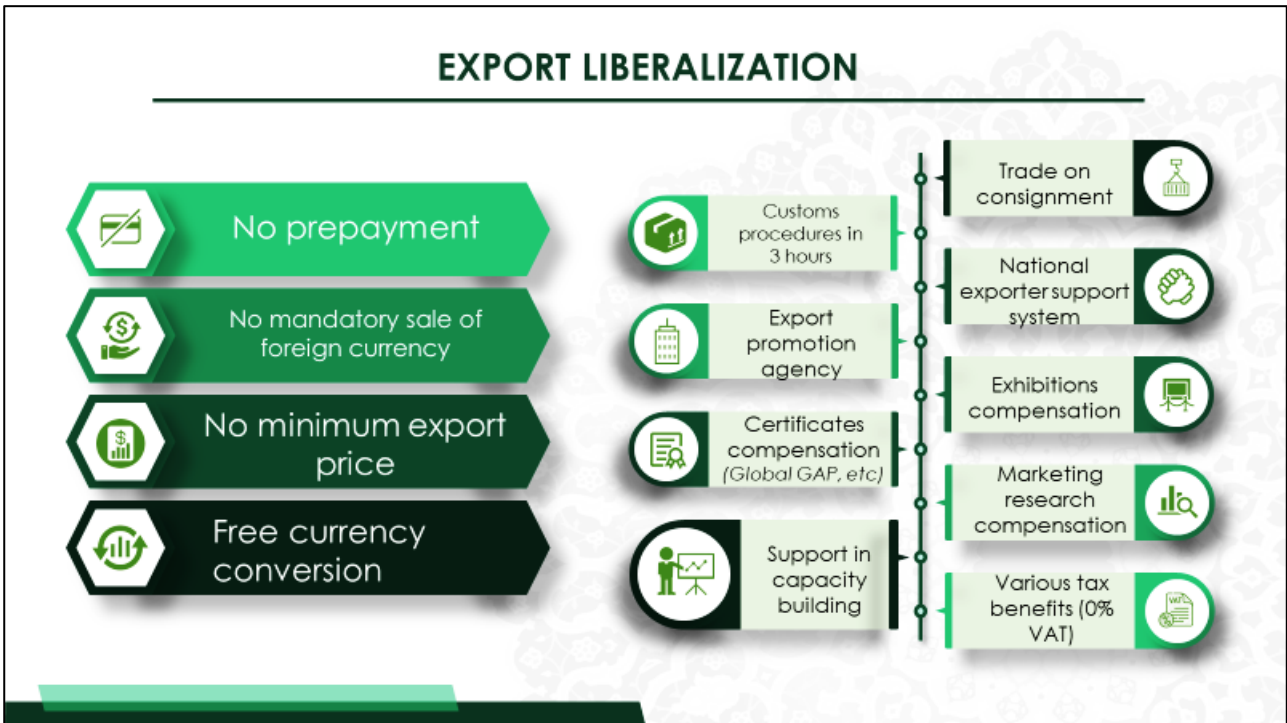 EXPORT LIBERALIZATION
No prepayment
No mandatory sale of
foreign currency
No minimum export
price
Free currency
conversion
Customs
procedures in
3 hours
Export
promotion
agency
Certificates
compensation
(Global GAP, etc)
Support in
capacity
building
Trade on
consignment
National
exporter support
system
Exhibitions
compensation
Marketing
research
compensation
Various tax
benefits (0%
VAT)
VAT